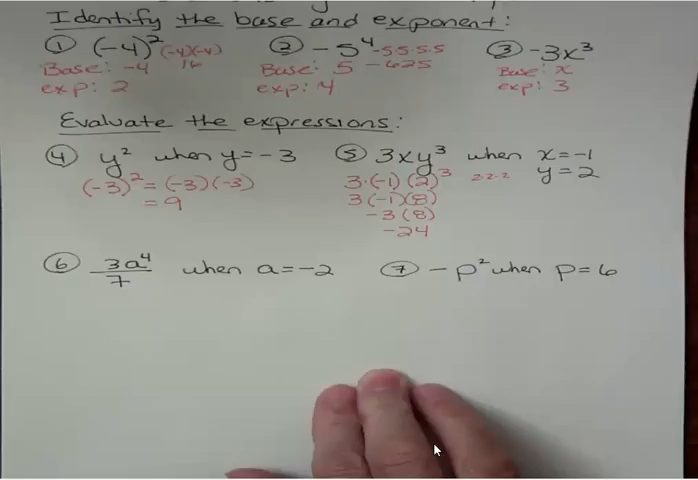 Identify the base and exponent:
① (-4)² (-4)(-4) ② -5⁴ -5·5·5·5 ③ -3x³
Base: -4 16 Base: 5 -625 Base: x
exp: 2 exp: 4 exp: 3
Evaluate the expressions:
④ y² when y=-3 ⑤ 3xy³ when x=-1
(-3)² = (-3)(-3) 3·(-1)(2)³ 2·2·2 y=2
= 9 3(-1)(8)
-3(8)
-24
⑥ 3a⁴/7 when a=-2 ⑦ -p² when p=6